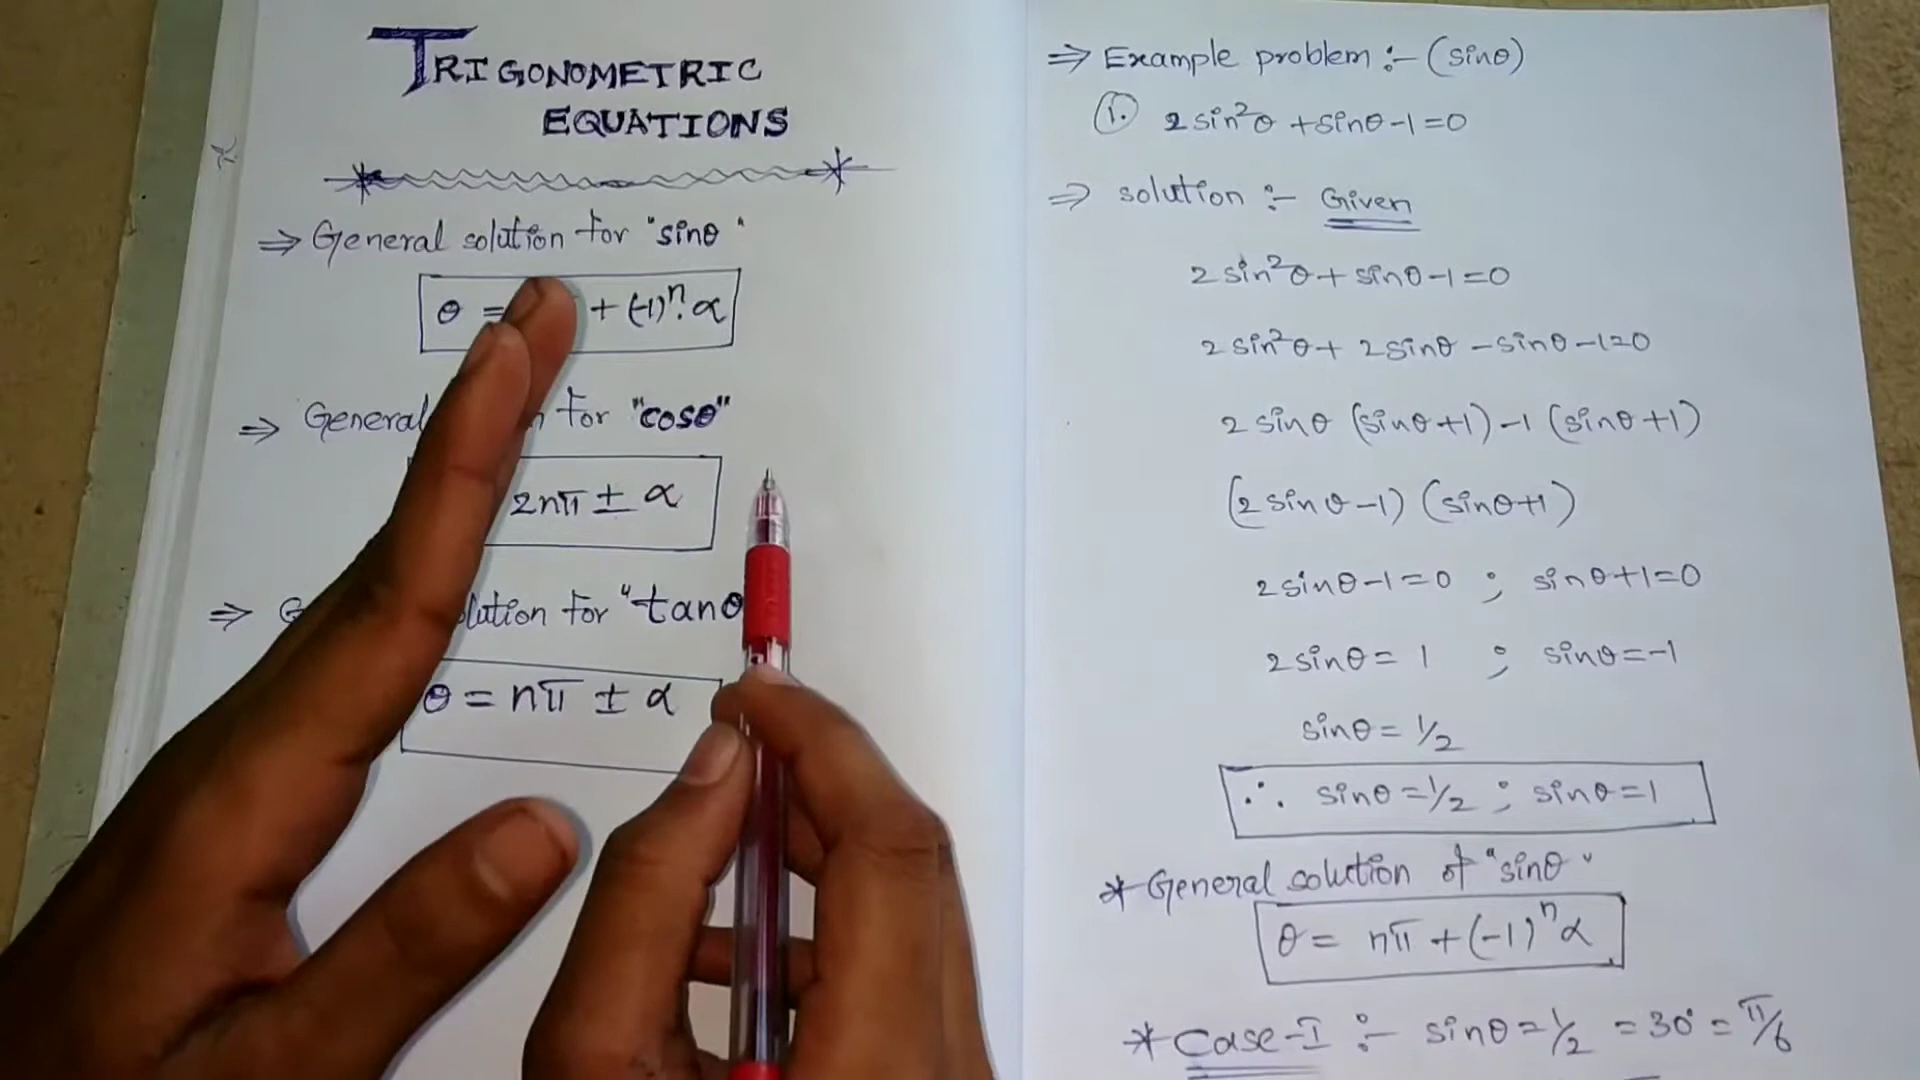 TRIGONOMETRIC
EQUATIONS
⇒ General solution for "sinθ"
θ = + (-1)ⁿ.α
⇒ General for "cosθ"
2nπ ± α
⇒ for "tanθ
θ = nπ ± α
⇒ Example problem :- (sinθ)
1. 2sin²θ + sinθ - 1 = 0
⇒ solution :- Given
2sin²θ + sinθ - 1 = 0
2sin²θ + 2sinθ - sinθ - 1 = 0
2sinθ (sinθ + 1) - 1 (sinθ + 1)
(2sinθ - 1) (sinθ + 1)
2sinθ - 1 = 0 ; sinθ + 1 = 0
2sinθ = 1 ; sinθ = -1
sinθ = 1/2
∴ sinθ = 1/2 ; sinθ = 1
* General solution of "sinθ"
θ = nπ + (-1)ⁿ α
* Case-I :- sinθ = 1/2 = 30° = π/6